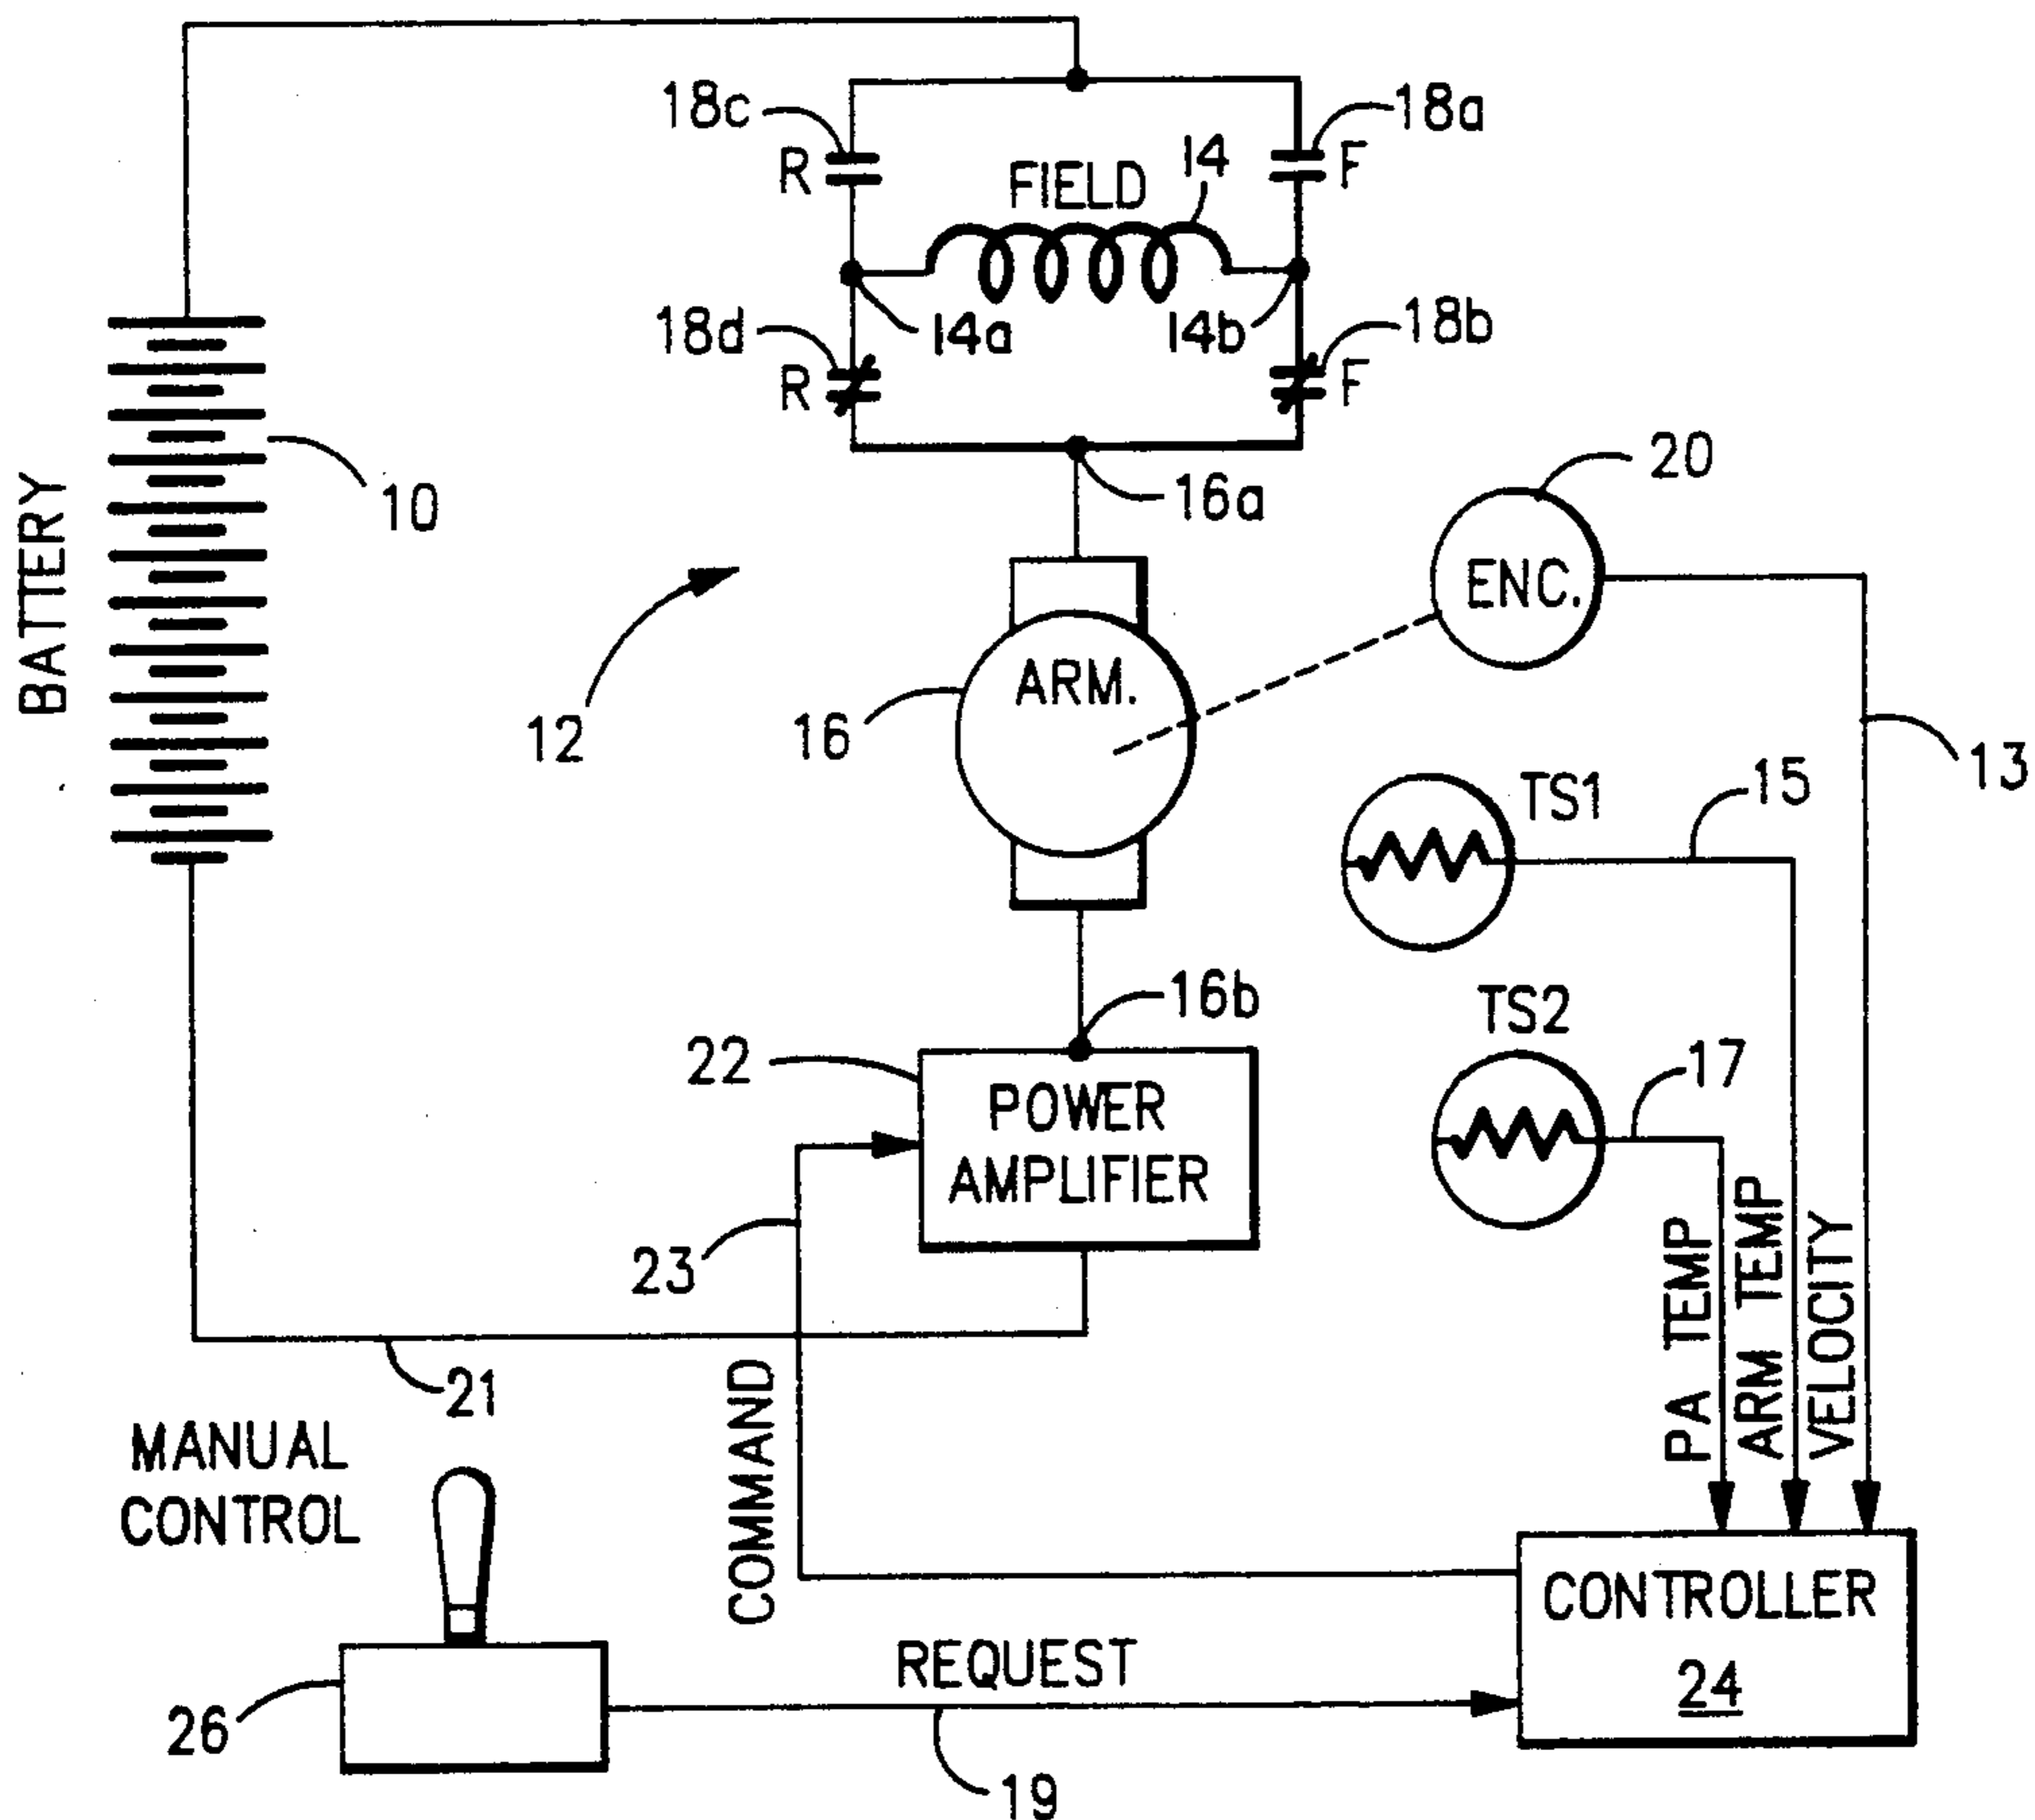 18c
18a
R
FIELD
14
F
18d
14a
14b
18b
R
F
BATTERY
10
16a
20
ENC.
12
16
ARM.
13
TS1
15
16b
TS2
22
17
POWER
AMPLIFIER
23
PA TEMP
ARM TEMP
VELOCITY
21
COMMAND
MANUAL
CONTROL
CONTROLLER
24
REQUEST
26
19